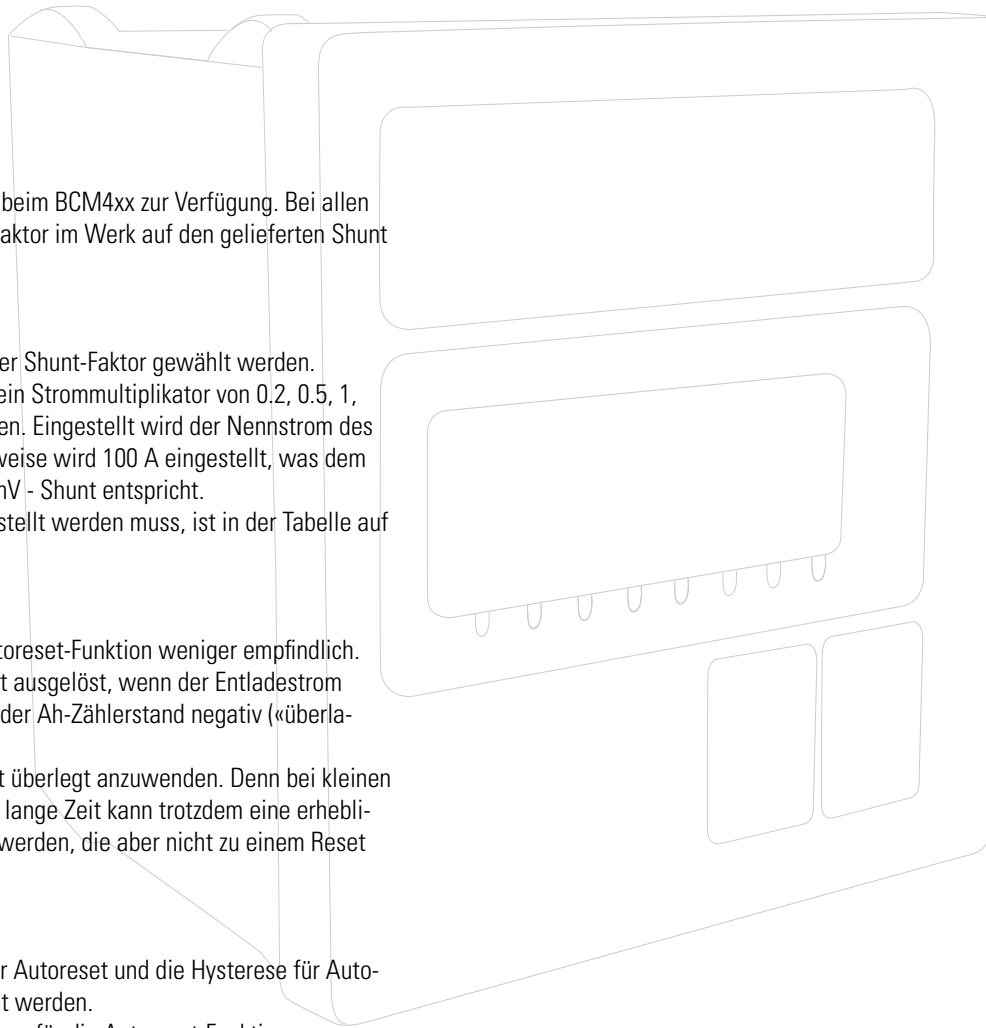 beim BCM4xx zur Verfügung. Bei allen
aktor im Werk auf den gelieferten Shunt
er Shunt-Faktor gewählt werden.
ein Strommultiplikator von 0.2, 0.5, 1,
en. Eingestellt wird der Nennstrom des
weise wird 100 A eingestellt, was dem
nV - Shunt entspricht.
stellt werden muss, ist in der Tabelle auf
toreset-Funktion weniger empfindlich.
t ausgelöst, wenn der Entladestrom
der Ah-Zählerstand negativ («überla-
t überlegt anzuwenden. Denn bei kleinen
lange Zeit kann trotzdem eine erhebli-
werden, die aber nicht zu einem Reset
r Autoreset und die Hysterese für Auto-
t werden.